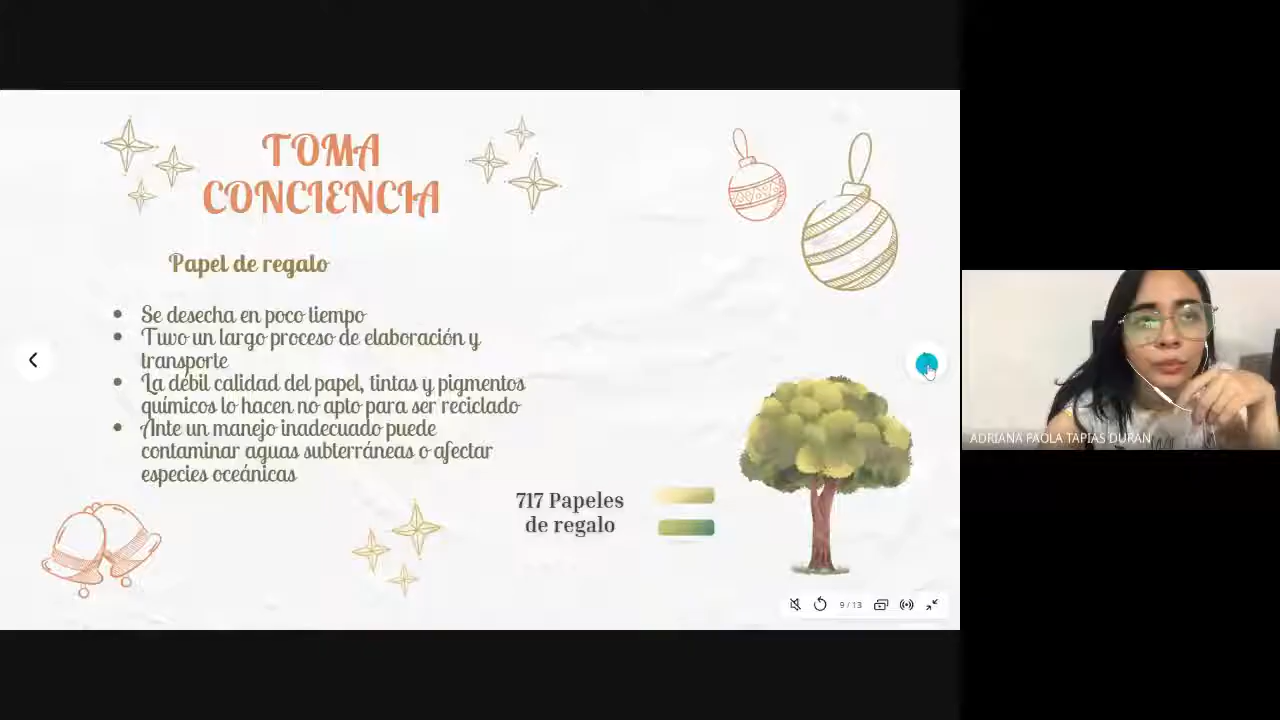 TOMA
CONCIENCIA
Papel de regalo
• Se desecha en poco tiempo
• Tuvo un largo proceso de elaboración y
transporte
• La débil calidad del papel, tintas y pigmentos
químicos lo hacen no apto para ser reciclado
• Ante un manejo inadecuado puede
contaminar aguas subterráneas o afectar
especies oceánicas
717 Papeles
de regalo
9 / 13
ADRIANA PAOLA TAPIAS DURAN